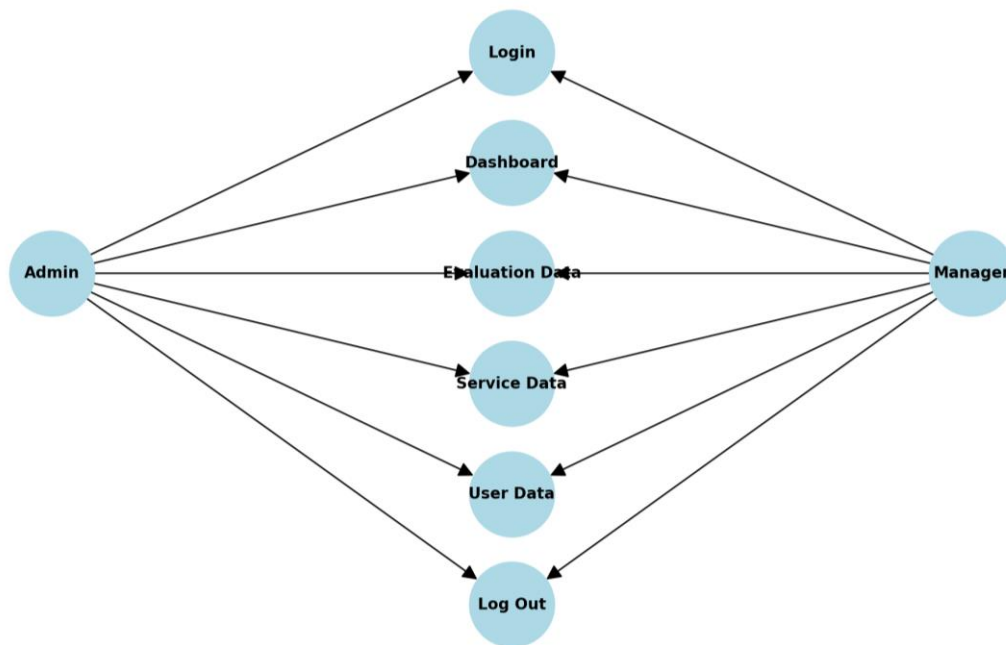 Login
Dashboard
Admin
Evaluation Data
Manager
Service Data
User Data
Log Out